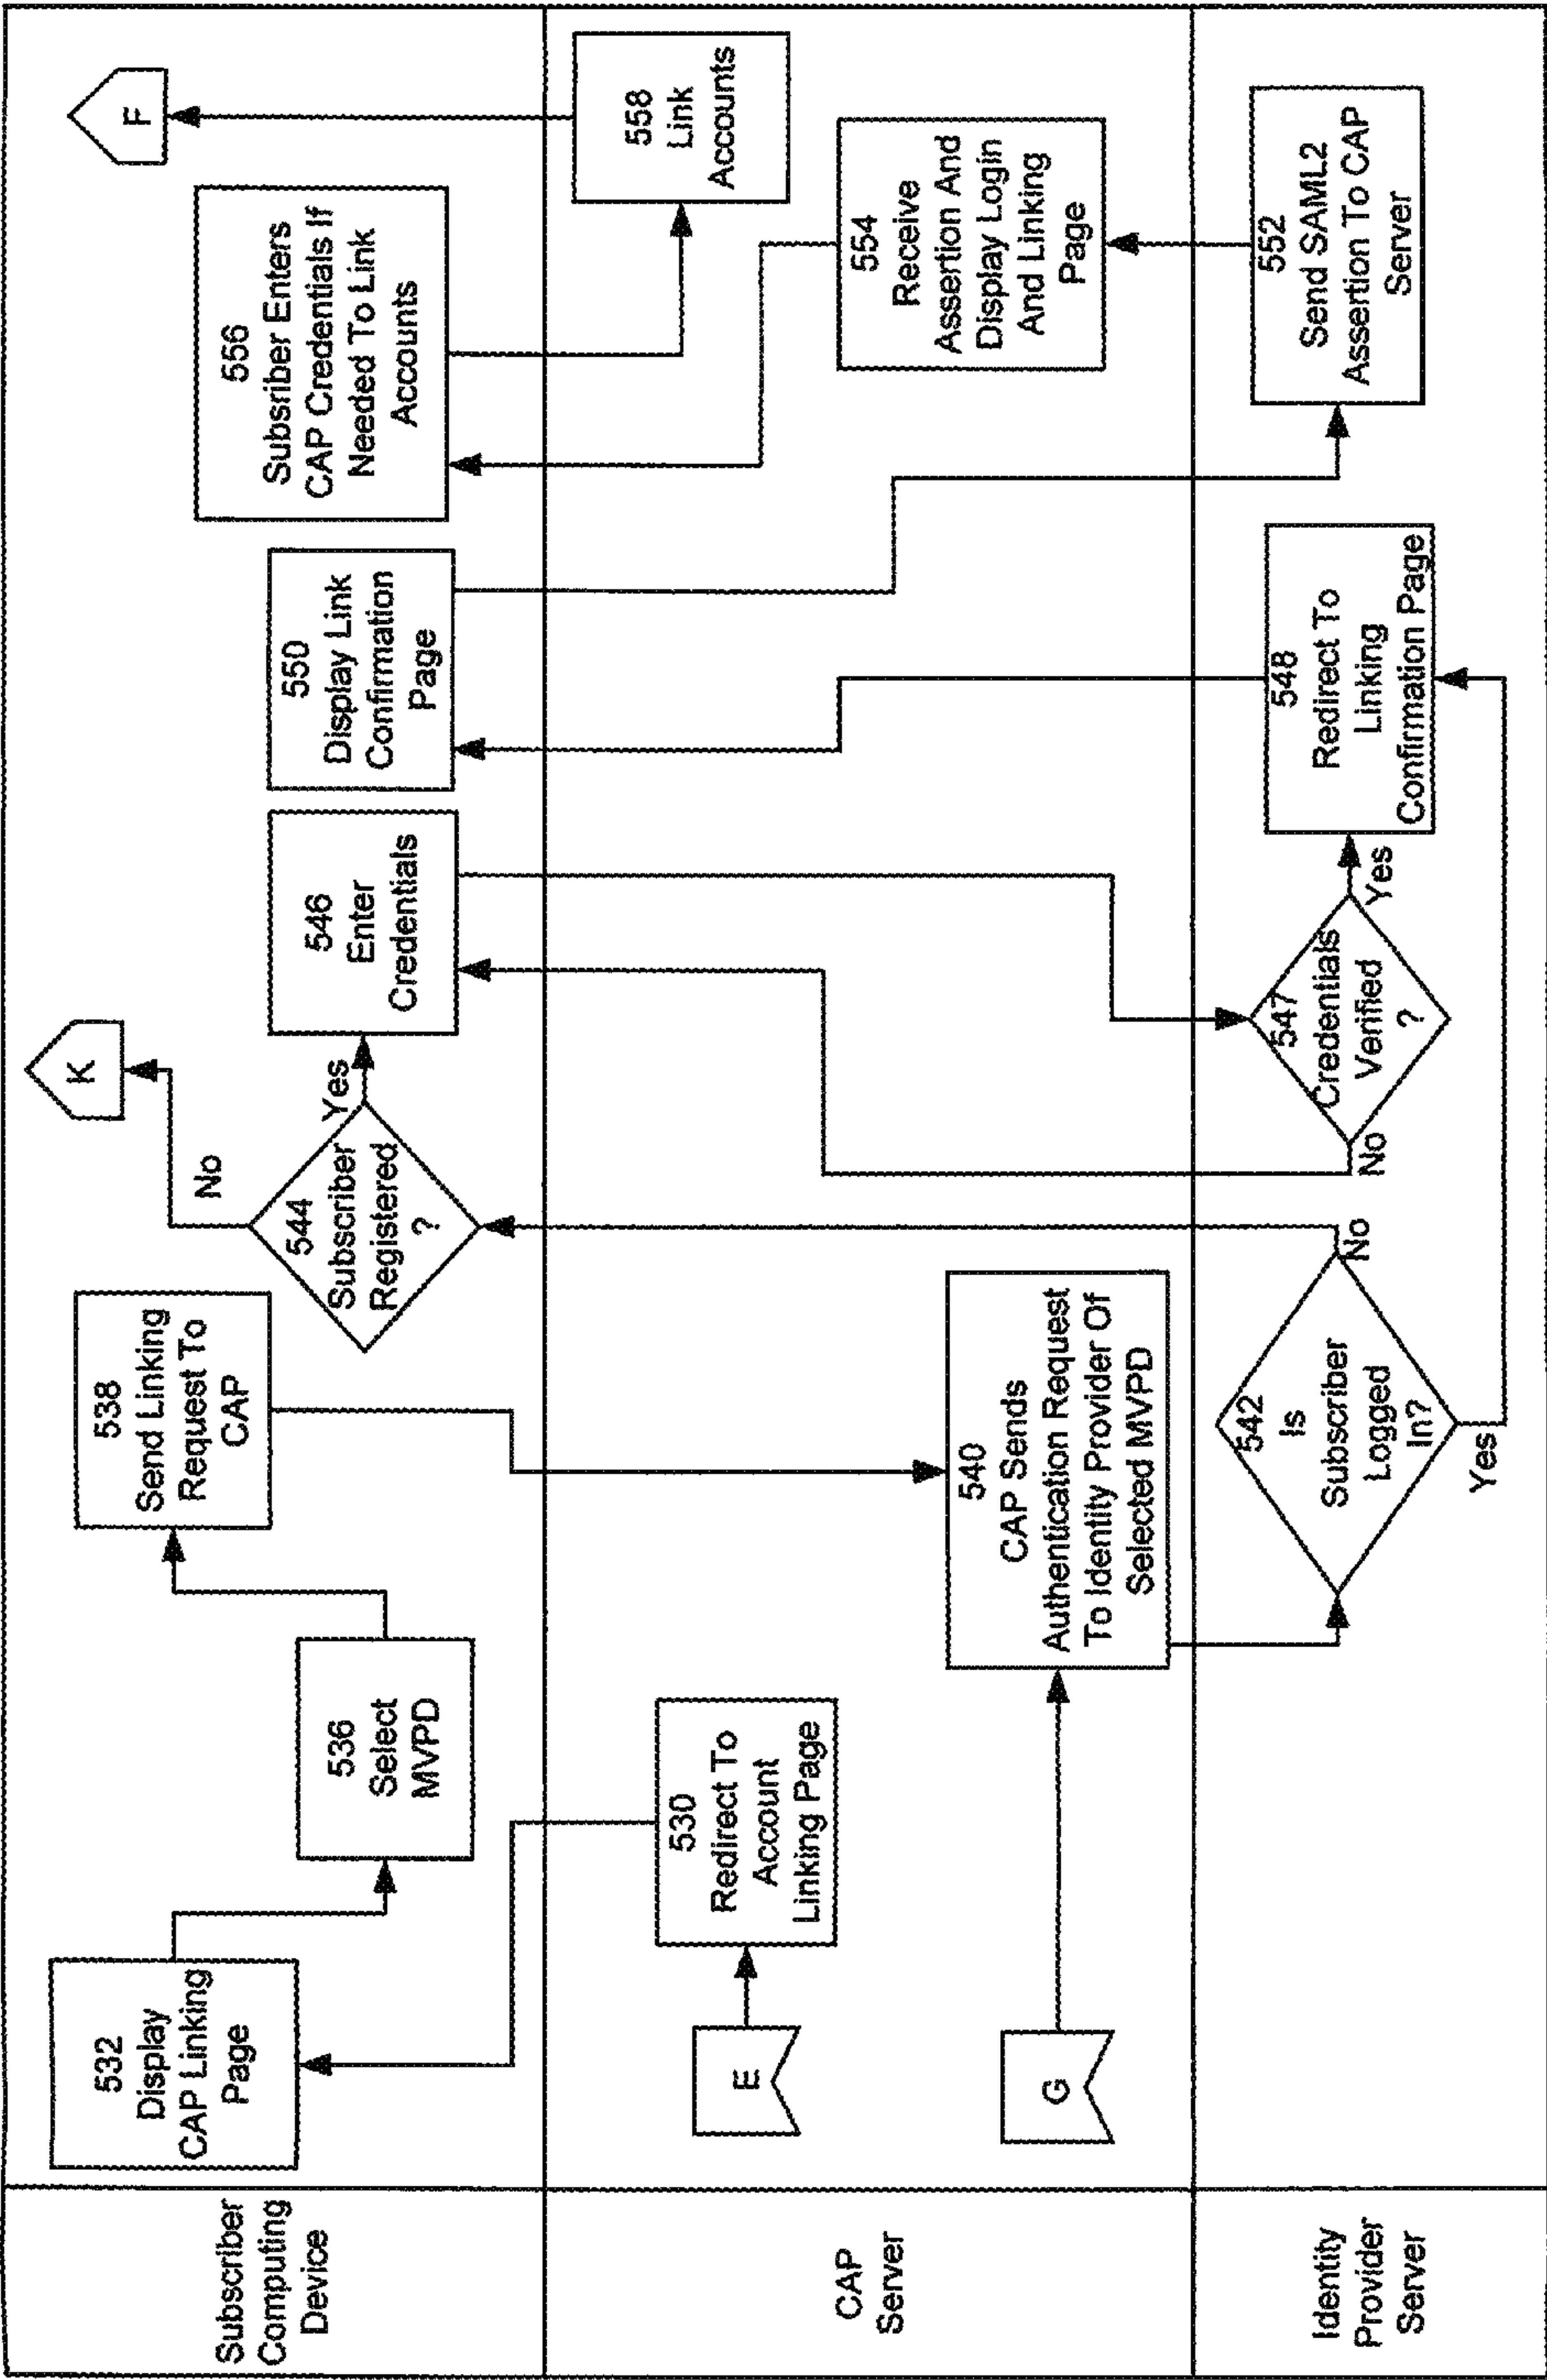 Subscriber
Computing
Device
532
Display
CAP Linking
Page
536
Select
MVPD
538
Send Linking
Request To
CAP
544
Subscriber
Registered
?
No
Yes
K
546
Enter
Credentials
550
Display Link
Confirmation
Page
556
Subsriber Enters
CAP Credentials If
Needed To Link
Accounts
F
CAP
Server
E
530
Redirect To
Account
Linking Page
G
540
CAP Sends
Authentication Request
To Identity Provider Of
Selected MVPD
554
Receive
Assertion And
Display Login
And Linking
Page
558
Link
Accounts
Identity
Provider
Server
542
Is
Subscriber
Logged
In?
No
Yes
547
Credentials
Verified
?
No
Yes
548
Redirect To
Linking
Confirmation Page
552
Send SAML2
Assertion To CAP
Server